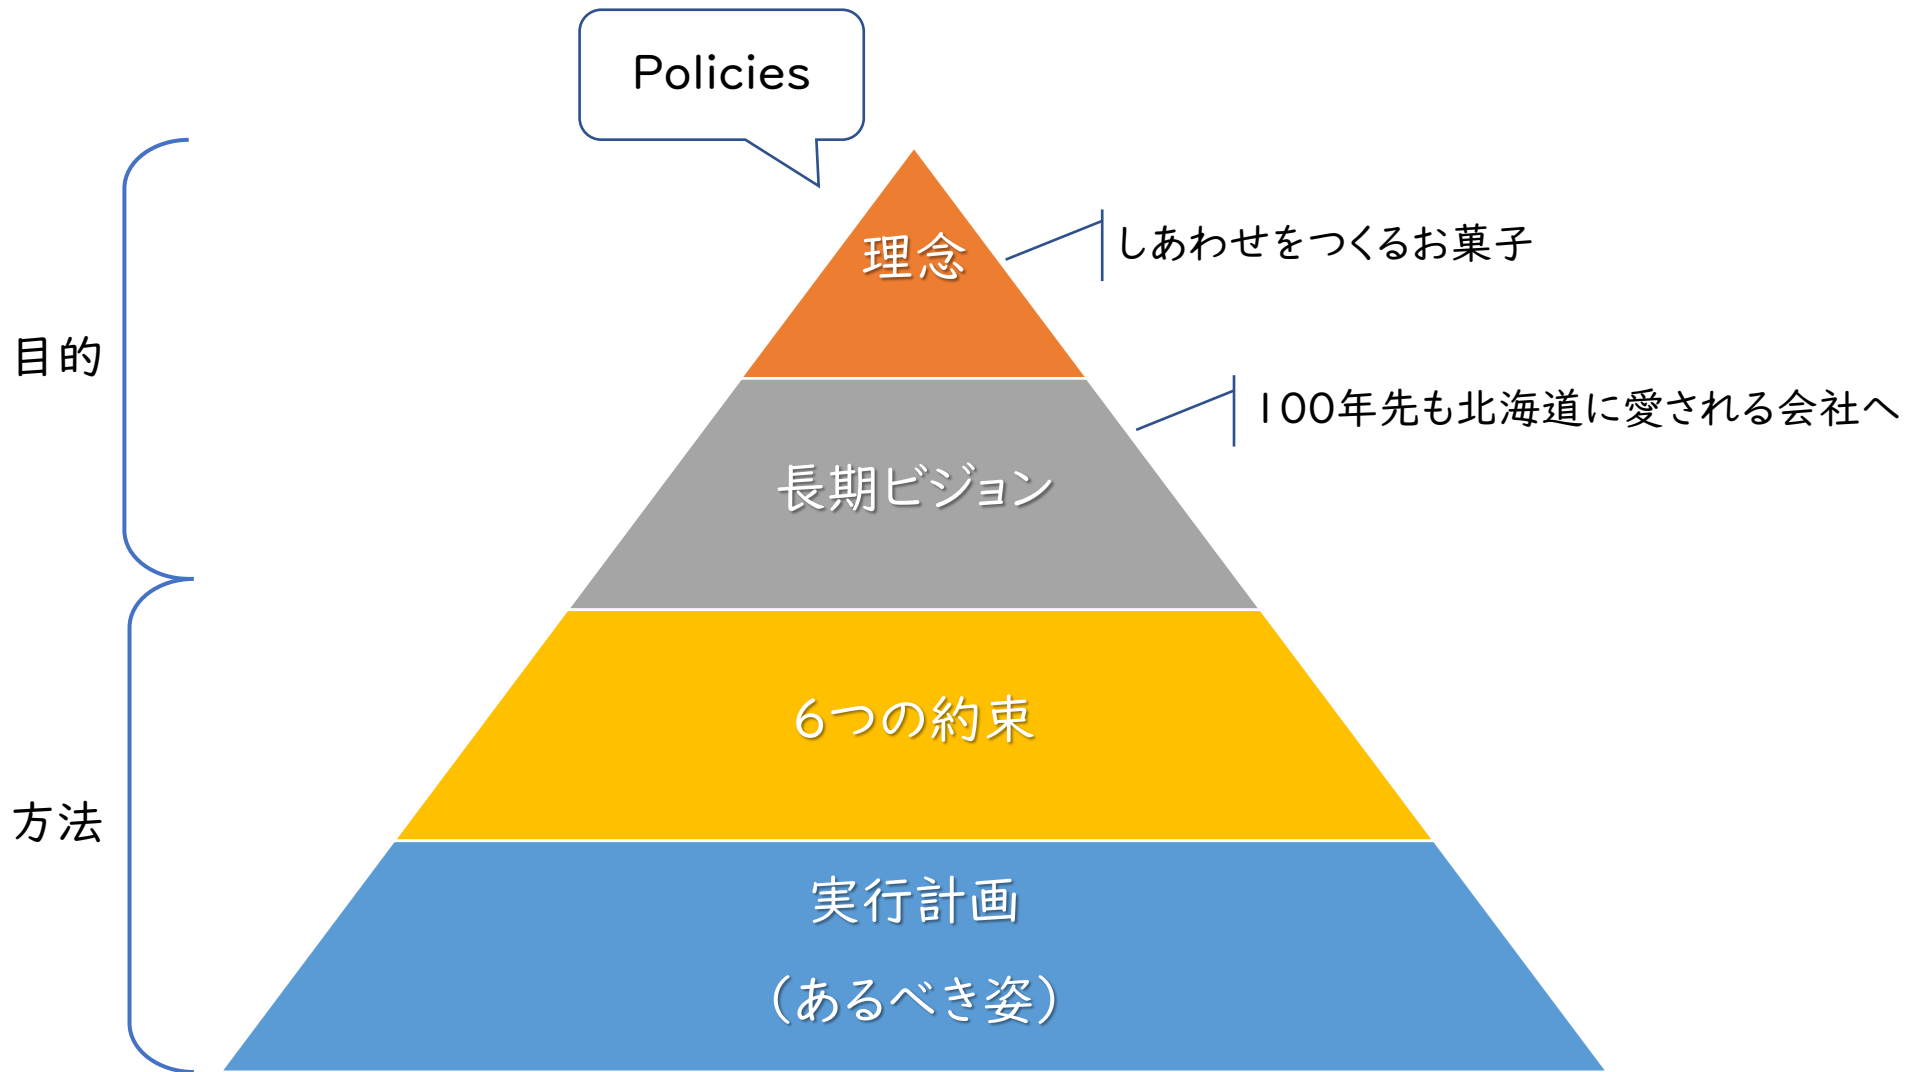 Policies
理念
しあわせをつくるお菓子
目的
100年先も北海道に愛される会社へ
長期ビジョン
6つの約束
方法
実行計画
（あるべき姿）